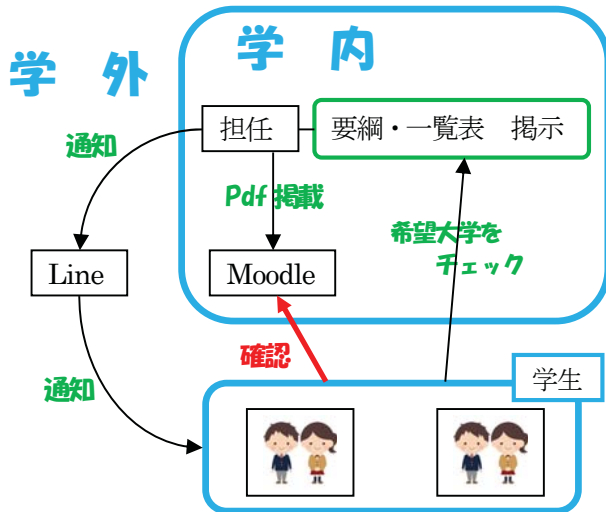 学 内
学 外
担任
要綱・一覧表 掲示
通知
Pdf 掲載
希望大学を
チェック
Line
Moodle
確認
学生
通知